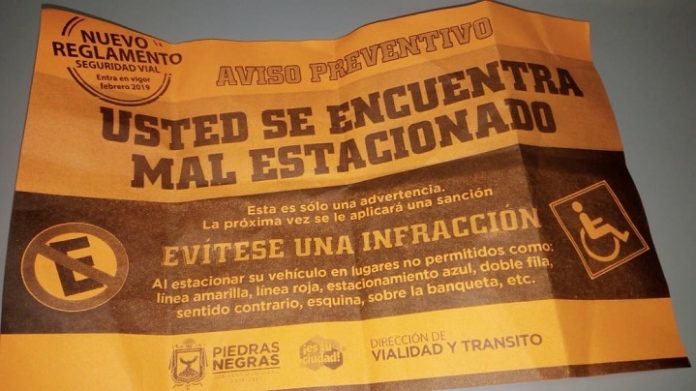 NUEVO
REGLAMENTO
SEGURIDAD VIAL
Entra en vigor
febrero 2019
AVISO PREVENTIVO
USTED SE ENCUENTRA
MAL ESTACIONADO
Esta es sólo una advertencia.
La próxima vez se le aplicará una sanción
EVÍTESE UNA INFRACCIÓN
Al estacionar su vehículo en lugares no permitidos como:
línea amarilla, línea roja, estacionamiento azul, doble fila,
sentido contrario, esquina, sobre la banqueta, etc.
E
PIEDRAS
NEGRAS
¡es tu
ciudad!
DIRECCIÓN DE
VIALIDAD Y TRANSITO